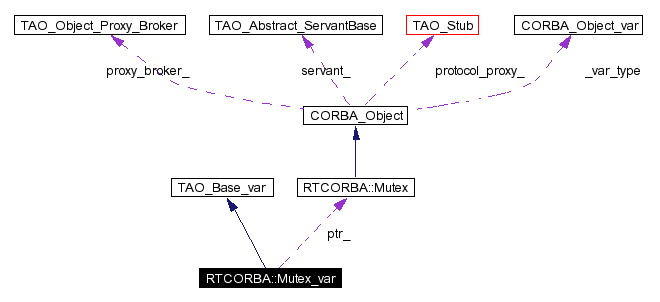 TAO_Object_Proxy_Broker TAO_Abstract_ServantBase TAO_Stub CORBA_Object_var
proxy_broker_ servant_ protocol_proxy_ _var_type
CORBA_Object
TAO_Base_var RTCORBA::Mutex
ptr_
RTCORBA::Mutex_var